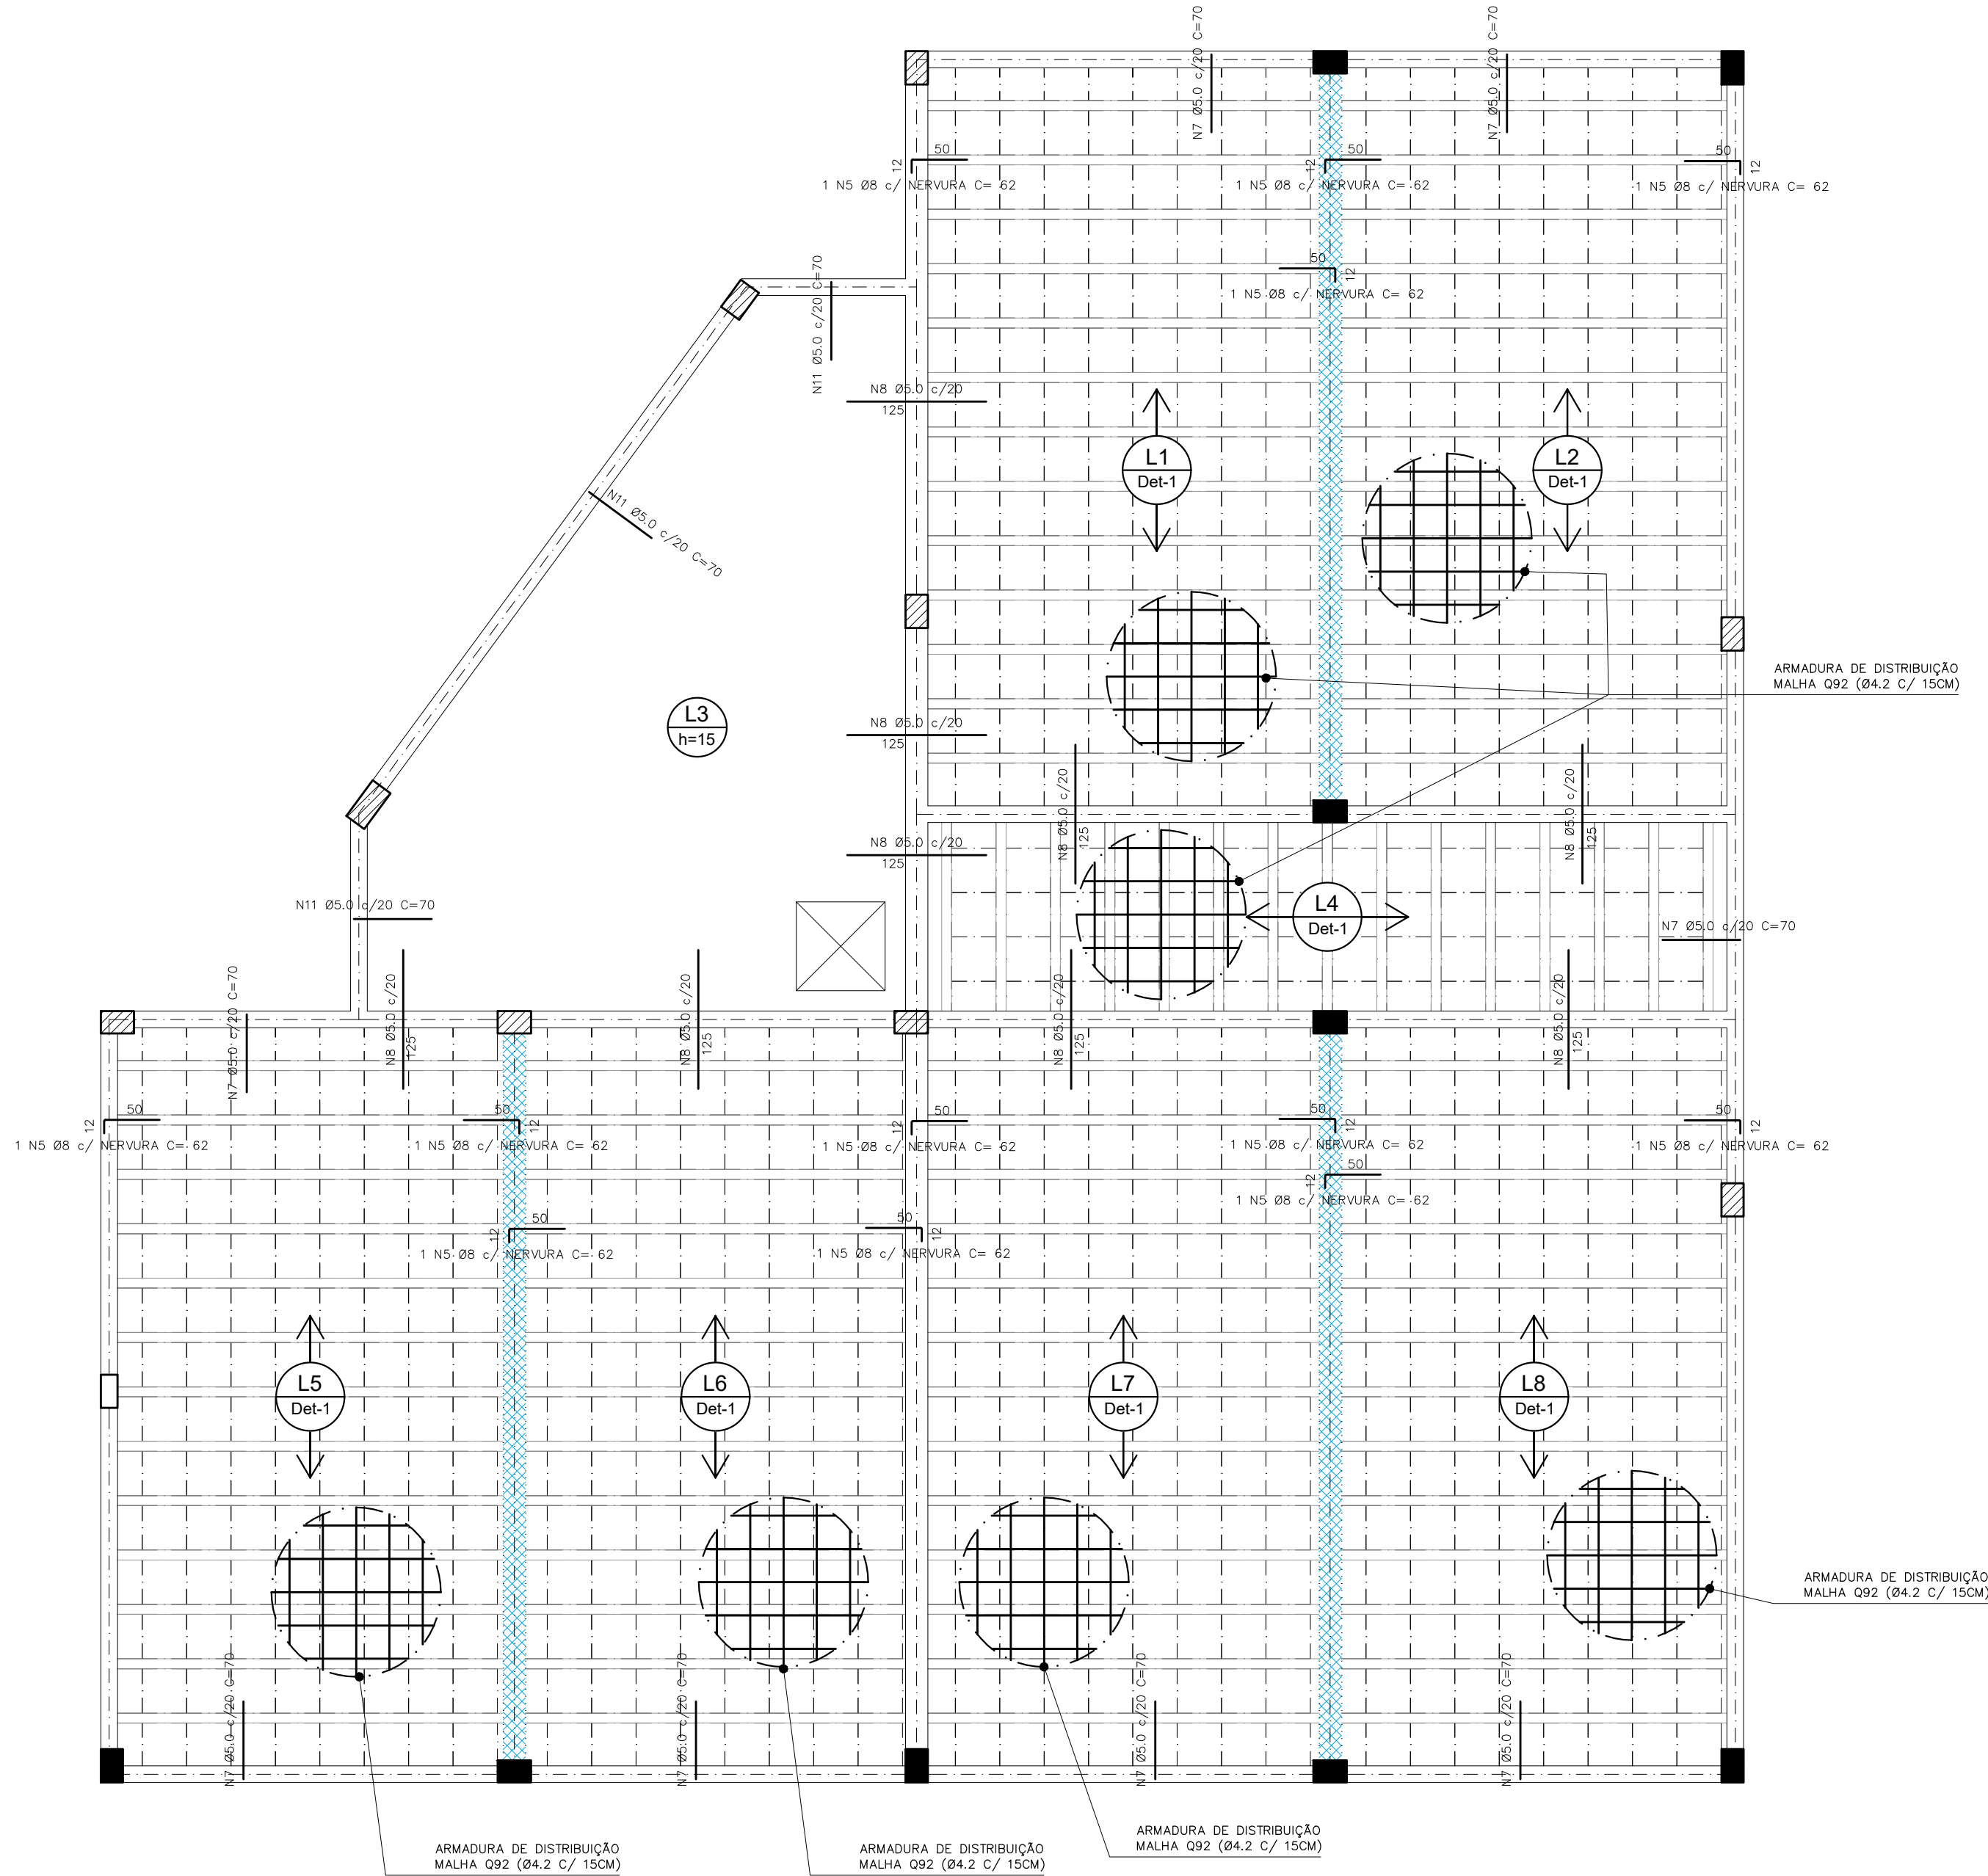 N7 Ø5.0 c/20 C=70
N7 Ø5.0 c/20 C=70
50
12
1 N5 Ø8 c/ NERVURA C= 62
50
12
1 N5 Ø8 c/ NERVURA C= 62
50
12
1 N5 Ø8 c/ NERVURA C= 62
50
12
1 N5 Ø8 c/ NERVURA C= 62
N11 Ø5.0 c/20 C=70
N8 Ø5.0 c/20
125
L1
Det-1
L2
Det-1
N11 Ø5.0 c/20 C=70
ARMADURA DE DISTRIBUIÇÃO
MALHA Q92 (Ø4.2 C/ 15CM)
L3
h=15
N8 Ø5.0 c/20
125
N8 Ø5.0 c/20
125
N8 Ø5.0 c/20
125
N8 Ø5.0 c/20
125
N11 Ø5.0 c/20 C=70
L4
Det-1
N7 Ø5.0 c/20 C=70
N7 Ø5.0 c/20 C=70
N8 Ø5.0 c/20
125
N8 Ø5.0 c/20
125
N8 Ø5.0 c/20
125
N8 Ø5.0 c/20
125
50
12
1 N5 Ø8 c/ NERVURA C= 62
50
12
1 N5 Ø8 c/ NERVURA C= 62
50
12
1 N5 Ø8 c/ NERVURA C= 62
50
12
1 N5 Ø8 c/ NERVURA C= 62
50
12
1 N5 Ø8 c/ NERVURA C= 62
50
12
1 N5 Ø8 c/ NERVURA C= 62
50
12
1 N5 Ø8 c/ NERVURA C= 62
50
12
1 N5 Ø8 c/ NERVURA C= 62
L5
Det-1
L6
Det-1
L7
Det-1
L8
Det-1
ARMADURA DE DISTRIBUIÇÃO
MALHA Q92 (Ø4.2 C/ 15CM)
N7 Ø5.0 c/20 C=70
N7 Ø5.0 c/20 C=70
N7 Ø5.0 c/20 C=70
N7 Ø5.0 c/20 C=70
ARMADURA DE DISTRIBUIÇÃO
MALHA Q92 (Ø4.2 C/ 15CM)
ARMADURA DE DISTRIBUIÇÃO
MALHA Q92 (Ø4.2 C/ 15CM)
ARMADURA DE DISTRIBUIÇÃO
MALHA Q92 (Ø4.2 C/ 15CM)